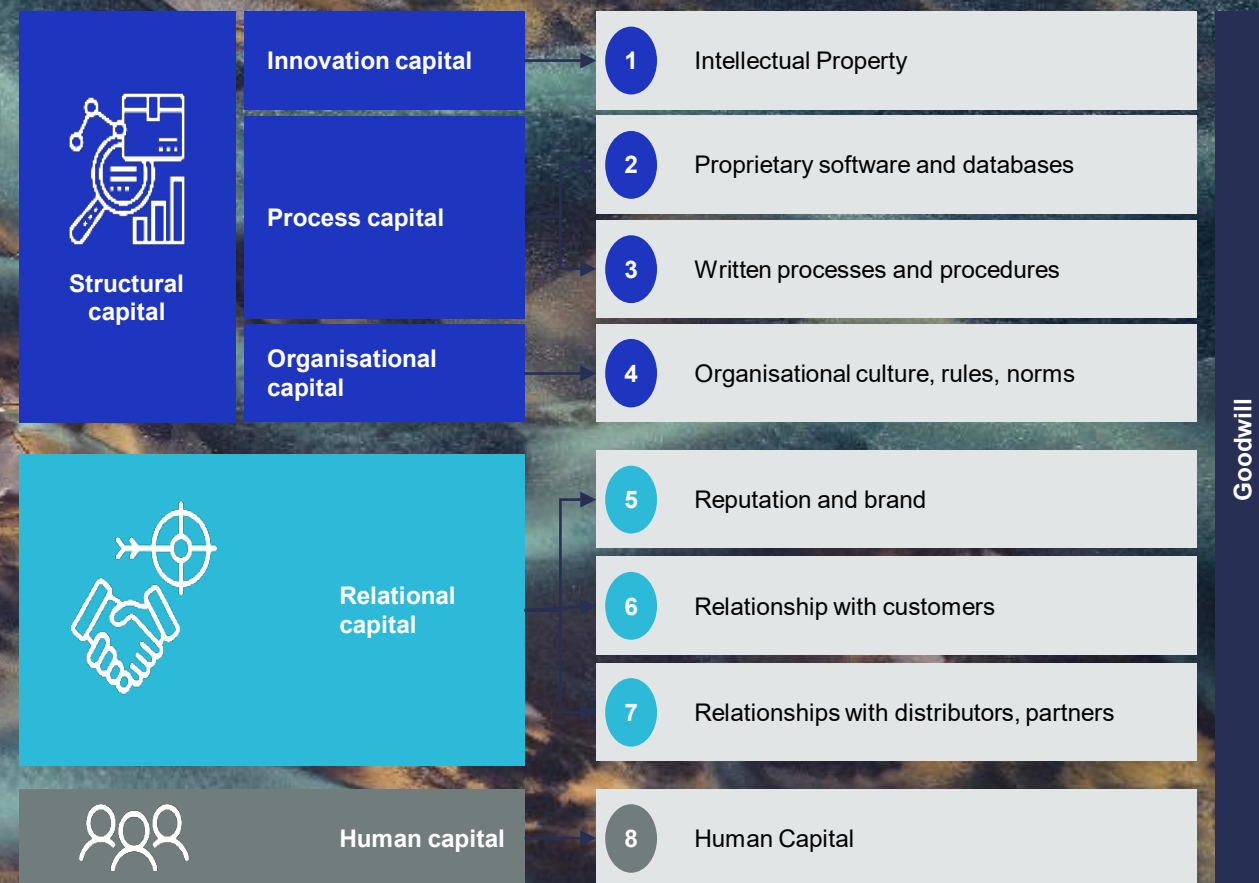 Structural
capital
Innovation capital
1
Intellectual Property
Process capital
2
Proprietary software and databases
3
Written processes and procedures
Organisational
capital
4
Organisational culture, rules, norms
Relational
capital
5
Reputation and brand
6
Relationship with customers
7
Relationships with distributors, partners
Human capital
8
Human Capital
Goodwill